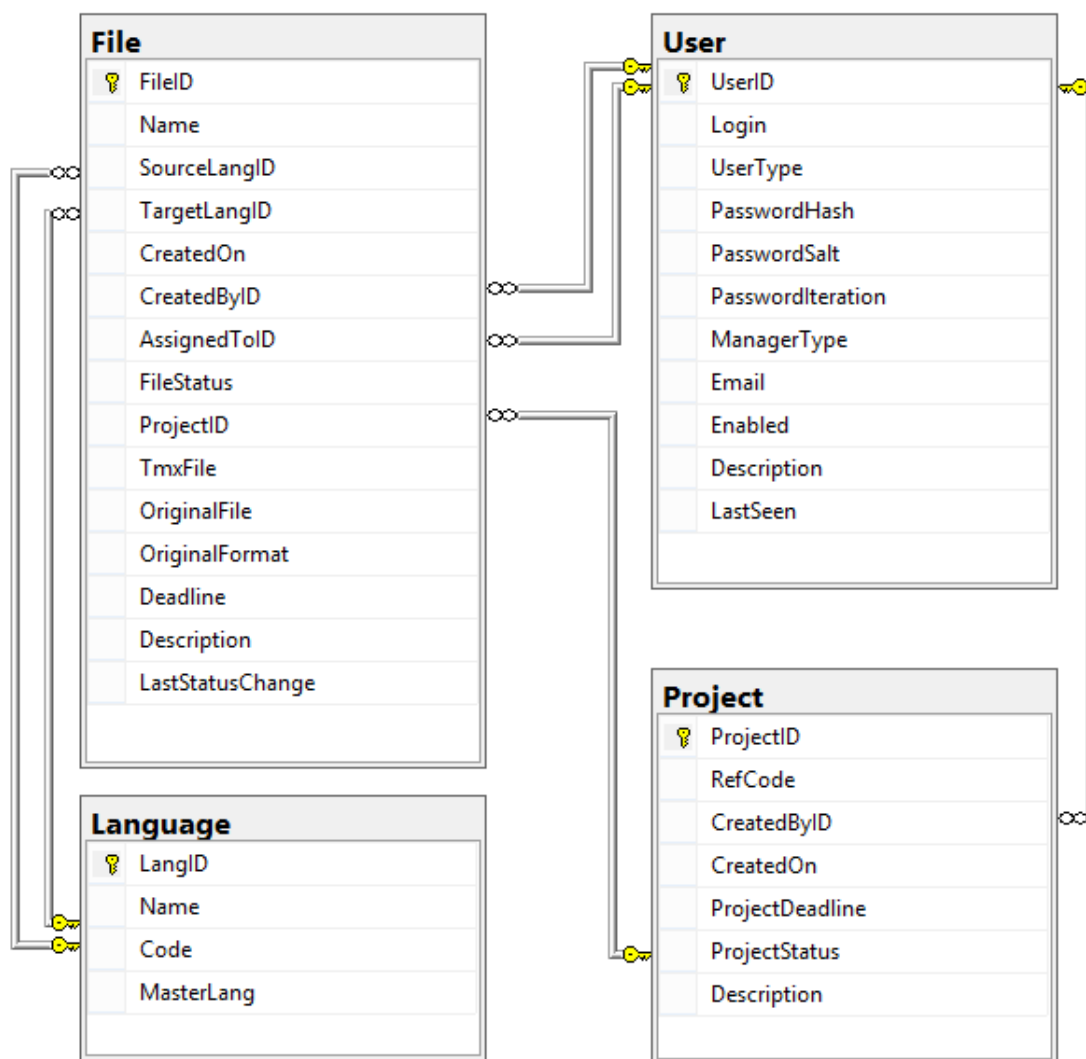 File
FileID
Name
SourceLangID
TargetLangID
CreatedOn
CreatedByID
AssignedToID
FileStatus
ProjectID
TmxFile
OriginalFile
OriginalFormat
Deadline
Description
LastStatusChange
User
UserID
Login
UserType
PasswordHash
PasswordSalt
PasswordIteration
ManagerType
Email
Enabled
Description
LastSeen
Language
LangID
Name
Code
MasterLang
Project
ProjectID
RefCode
CreatedByID
CreatedOn
ProjectDeadline
ProjectStatus
Description